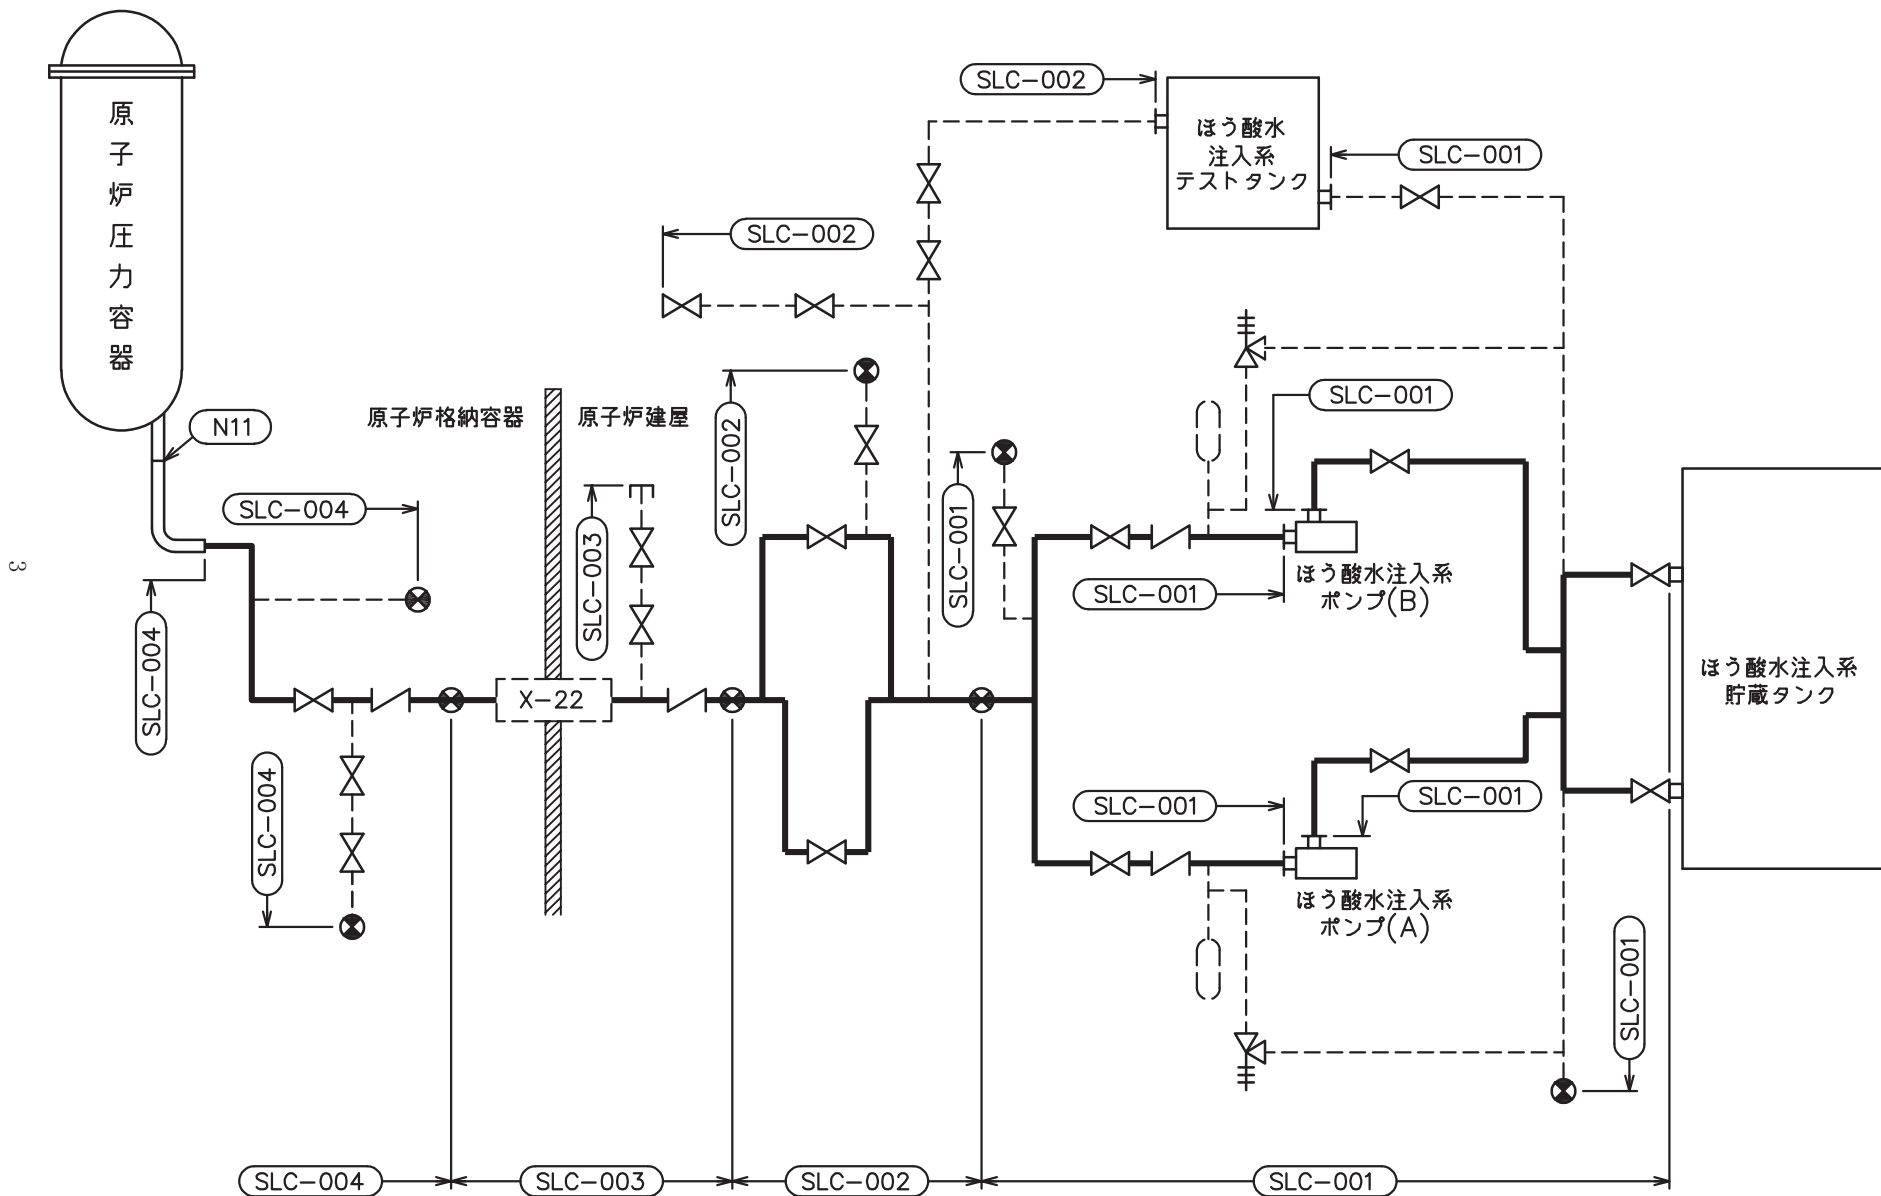 SLC-002
ほう酸水
注入系
テストタンク
SLC-001
原子炉圧力容器
SLC-002
SLC-001
N11
原子炉格納容器
原子炉建屋
SLC-002
SLC-004
SLC-003
SLC-001
ほう酸水注入系
ポンプ(B)
SLC-001
3
SLC-004
X-22
ほう酸水注入系
貯蔵タンク
SLC-004
SLC-001
SLC-001
ほう酸水注入系
ポンプ(A)
SLC-001
SLC-004
SLC-003
SLC-002
SLC-001